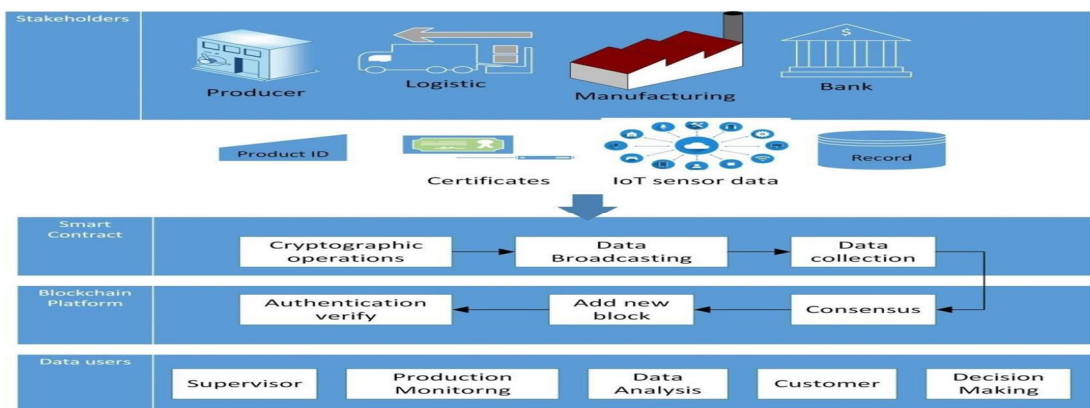 Stakeholders
Producer
Logistic
Manufacturing
Bank
$
Product ID
Certificates
IoT sensor data
Record
Smart
Contract
Cryptographic
operations
Data
Broadcasting
Data
collection
Blockchain
Platform
Authentication
verify
Add new
block
Consensus
Data users
Supervisor
Production
Monitorng
Data
Analysis
Customer
Decision
Making